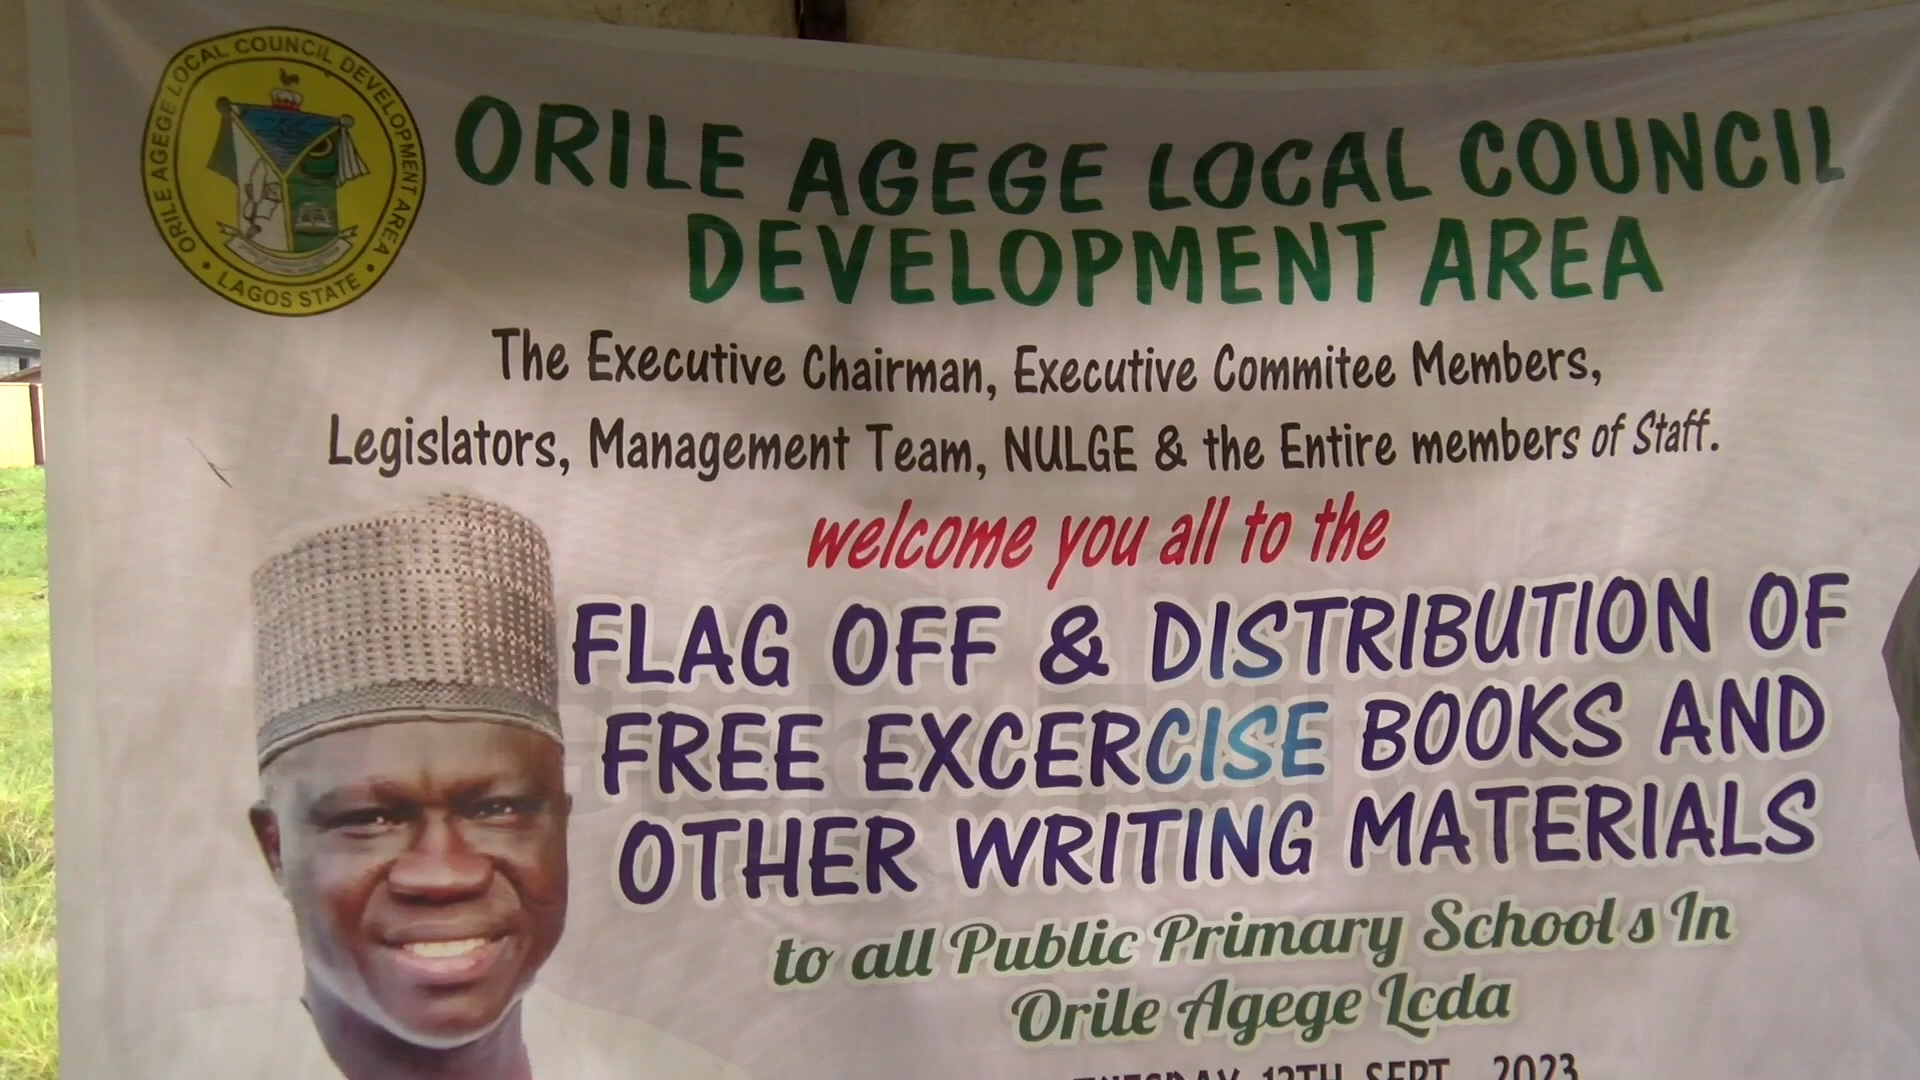 ORILE AGEGE LOCAL COUNCIL DEVELOPMENT AREA
LAGOS STATE
ORILE AGEGE LOCAL COUNCIL
DEVELOPMENT AREA
The Executive Chairman, Executive Commitee Members,
Legislators, Management Team, NULGE & the Entire members of Staff.
welcome you all to the
FLAG OFF & DISTRIBUTION OF
FREE EXCERCISE BOOKS AND
OTHER WRITING MATERIALS
to all Public Primary School s In
Orile Agege Lcda
TUESDAY 12TH SEPT 2023